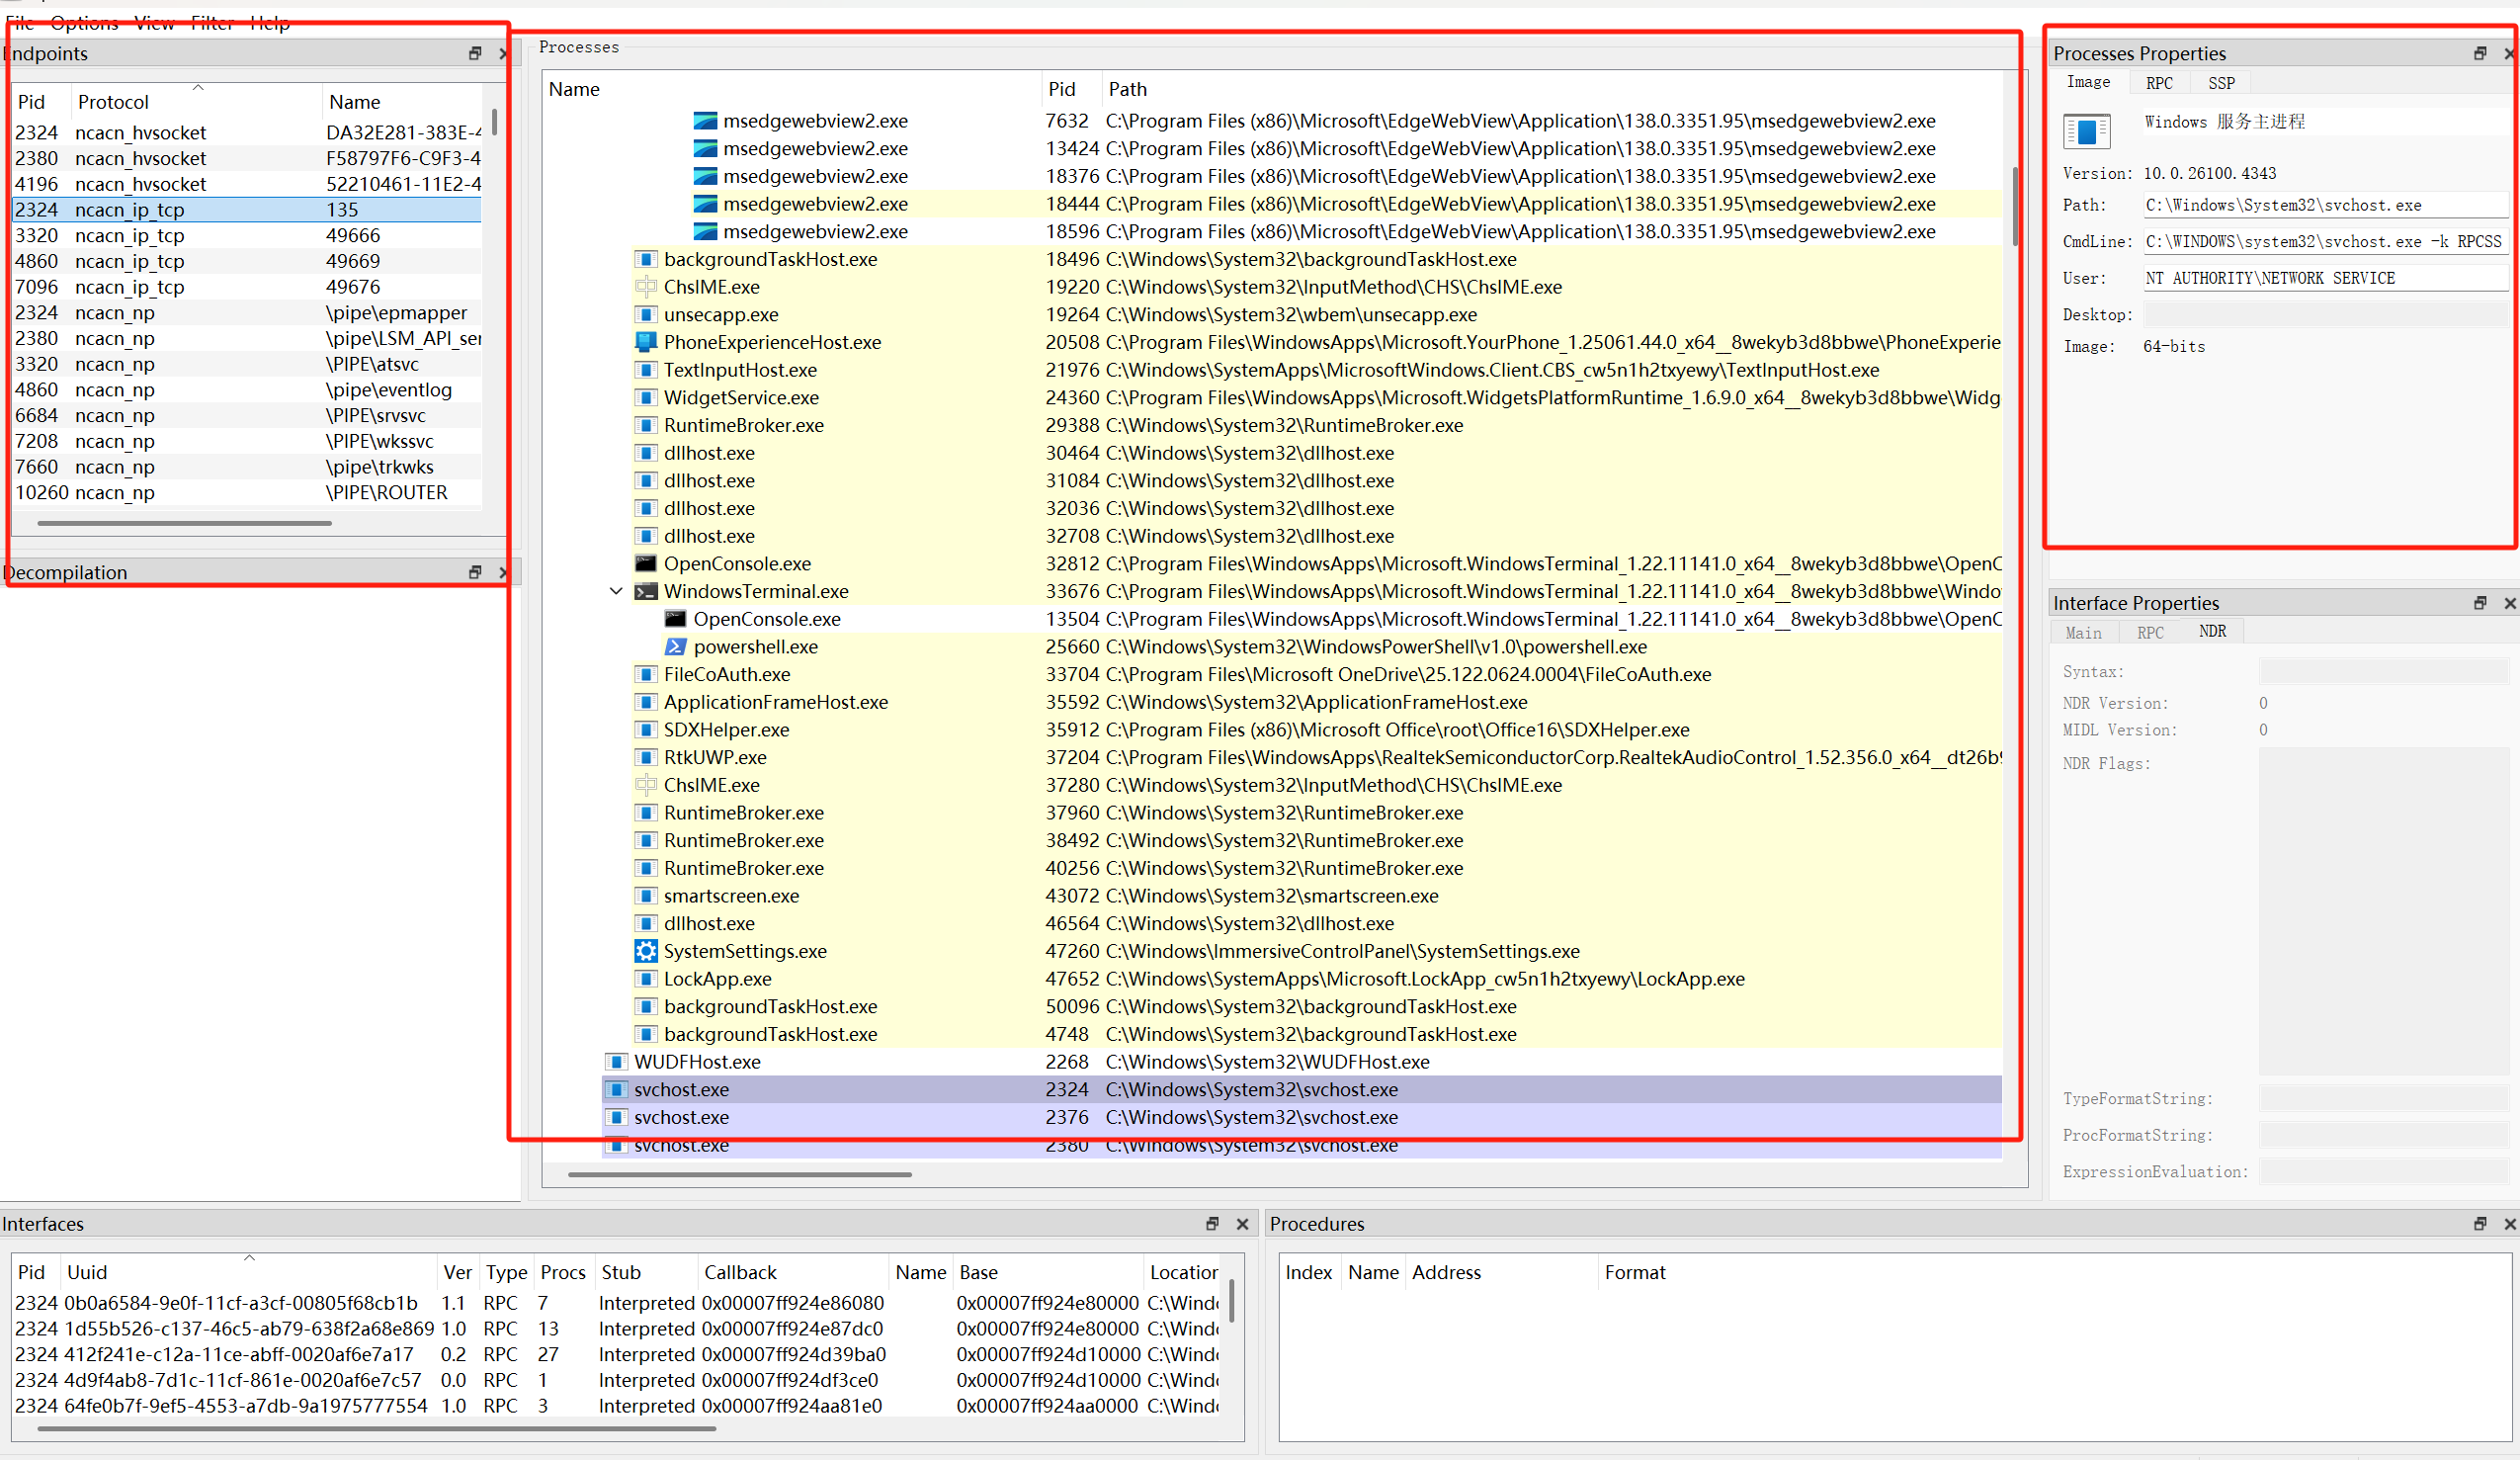 File Options View Filter Help
Endpoints
Pid Protocol Name
2324 ncacn_hvsocket DA32E281-383E-4
2380 ncacn_hvsocket F58797F6-C9F3-4
4196 ncacn_hvsocket 52210461-11E2-4
2324 ncacn_ip_tcp 135
3320 ncacn_ip_tcp 49666
4860 ncacn_ip_tcp 49669
7096 ncacn_ip_tcp 49676
2324 ncacn_np \pipe\epmapper
2380 ncacn_np \pipe\LSM_API_ser
3320 ncacn_np \PIPE\atsvc
4860 ncacn_np \pipe\eventlog
6684 ncacn_np \PIPE\srvsvc
7208 ncacn_np \PIPE\wkssvc
7660 ncacn_np \pipe\trkwks
10260 ncacn_np \PIPE\ROUTER
Decompilation
Processes
Name Pid Path
msedgewebview2.exe 7632 C:\Program Files (x86)\Microsoft\EdgeWebView\Application\138.0.3351.95\msedgewebview2.exe
msedgewebview2.exe 13424 C:\Program Files (x86)\Microsoft\EdgeWebView\Application\138.0.3351.95\msedgewebview2.exe
msedgewebview2.exe 18376 C:\Program Files (x86)\Microsoft\EdgeWebView\Application\138.0.3351.95\msedgewebview2.exe
msedgewebview2.exe 18444 C:\Program Files (x86)\Microsoft\EdgeWebView\Application\138.0.3351.95\msedgewebview2.exe
msedgewebview2.exe 18596 C:\Program Files (x86)\Microsoft\EdgeWebView\Application\138.0.3351.95\msedgewebview2.exe
backgroundTaskHost.exe 18496 C:\Windows\System32\backgroundTaskHost.exe
ChsIME.exe 19220 C:\Windows\System32\InputMethod\CHS\ChsIME.exe
unsecapp.exe 19264 C:\Windows\System32\wbem\unsecapp.exe
PhoneExperienceHost.exe 20508 C:\Program Files\WindowsApps\Microsoft.YourPhone_1.25061.44.0_x64__8wekyb3d8bbwe\PhoneExperie
TextInputHost.exe 21976 C:\Windows\SystemApps\MicrosoftWindows.Client.CBS_cw5n1h2txyewy\TextInputHost.exe
WidgetService.exe 24360 C:\Program Files\WindowsApps\Microsoft.WidgetsPlatformRuntime_1.6.9.0_x64__8wekyb3d8bbwe\Widg
RuntimeBroker.exe 29388 C:\Windows\System32\RuntimeBroker.exe
dllhost.exe 30464 C:\Windows\System32\dllhost.exe
dllhost.exe 31084 C:\Windows\System32\dllhost.exe
dllhost.exe 32036 C:\Windows\System32\dllhost.exe
dllhost.exe 32708 C:\Windows\System32\dllhost.exe
OpenConsole.exe 32812 C:\Program Files\WindowsApps\Microsoft.WindowsTerminal_1.22.11141.0_x64__8wekyb3d8bbwe\OpenC
WindowsTerminal.exe 33676 C:\Program Files\WindowsApps\Microsoft.WindowsTerminal_1.22.11141.0_x64__8wekyb3d8bbwe\Windo
OpenConsole.exe 13504 C:\Program Files\WindowsApps\Microsoft.WindowsTerminal_1.22.11141.0_x64__8wekyb3d8bbwe\OpenC
powershell.exe 25660 C:\Windows\System32\WindowsPowerShell\v1.0\powershell.exe
FileCoAuth.exe 33704 C:\Program Files\Microsoft OneDrive\25.122.0624.0004\FileCoAuth.exe
ApplicationFrameHost.exe 35592 C:\Windows\System32\ApplicationFrameHost.exe
SDXHelper.exe 35912 C:\Program Files (x86)\Microsoft Office\root\Office16\SDXHelper.exe
RtkUWP.exe 37204 C:\Program Files\WindowsApps\RealtekSemiconductorCorp.RealtekAudioControl_1.52.356.0_x64__dt26b9
ChsIME.exe 37280 C:\Windows\System32\InputMethod\CHS\ChsIME.exe
RuntimeBroker.exe 37960 C:\Windows\System32\RuntimeBroker.exe
RuntimeBroker.exe 38492 C:\Windows\System32\RuntimeBroker.exe
RuntimeBroker.exe 40256 C:\Windows\System32\RuntimeBroker.exe
smartscreen.exe 43072 C:\Windows\System32\smartscreen.exe
dllhost.exe 46564 C:\Windows\System32\dllhost.exe
SystemSettings.exe 47260 C:\Windows\ImmersiveControlPanel\SystemSettings.exe
LockApp.exe 47652 C:\Windows\SystemApps\Microsoft.LockApp_cw5n1h2txyewy\LockApp.exe
backgroundTaskHost.exe 50096 C:\Windows\System32\backgroundTaskHost.exe
backgroundTaskHost.exe 4748 C:\Windows\System32\backgroundTaskHost.exe
WUDFHost.exe 2268 C:\Windows\System32\WUDFHost.exe
svchost.exe 2324 C:\Windows\System32\svchost.exe
svchost.exe 2376 C:\Windows\System32\svchost.exe
svchost.exe 2380 C:\Windows\System32\svchost.exe
Processes Properties
Image RPC SSP
Windows 服务主进程
Version: 10.0.26100.4343
Path: C:\Windows\System32\svchost.exe
CmdLine: C:\WINDOWS\system32\svchost.exe -k RPCSS
User: NT AUTHORITY\NETWORK SERVICE
Desktop:
Image: 64-bits
Interface Properties
Main RPC NDR
Syntax:
NDR Version: 0
MIDL Version: 0
NDR Flags:
TypeFormatString:
ProcFormatString:
ExpressionEvaluation:
Interfaces
Pid Uuid Ver Type Procs Stub Callback Name Base Location
2324 0b0a6584-9e0f-11cf-a3cf-00805f68cb1b 1.1 RPC 7 Interpreted 0x00007ff924e86080 0x00007ff924e80000 C:\Windo
2324 1d55b526-c137-46c5-ab79-638f2a68e869 1.0 RPC 13 Interpreted 0x00007ff924e87dc0 0x00007ff924e80000 C:\Windo
2324 412f241e-c12a-11ce-abff-0020af6e7a17 0.2 RPC 27 Interpreted 0x00007ff924d39ba0 0x00007ff924d10000 C:\Windo
2324 4d9f4ab8-7d1c-11cf-861e-0020af6e7c57 0.0 RPC 1 Interpreted 0x00007ff924df3ce0 0x00007ff924d10000 C:\Windo
2324 64fe0b7f-9ef5-4553-a7db-9a1975777554 1.0 RPC 3 Interpreted 0x00007ff924aa81e0 0x00007ff924aa0000 C:\Windo
Procedures
Index Name Address Format